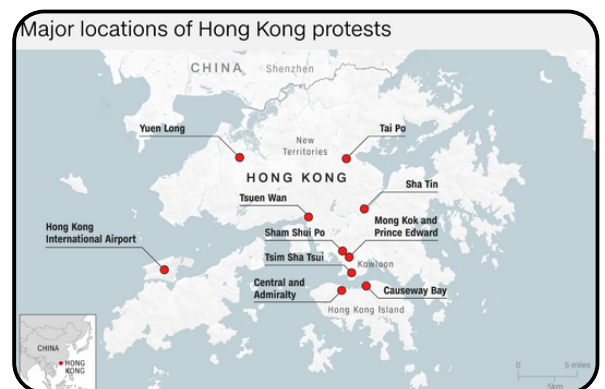 Major locations of Hong Kong protests
CHINA
Shenzhen
Yuen Long
Tai Po
New
Territories
HONG KONG
Sha Tin
Tsuen Wan
Mong Kok and
Prince Edward
Hong Kong
International Airport
Sham Shui Po
Tsim Sha Tsui
Kowloon
Central and
Admiralty
Causeway Bay
Hong Kong Island
CHINA
HONG
KONG
0
5 miles
5km